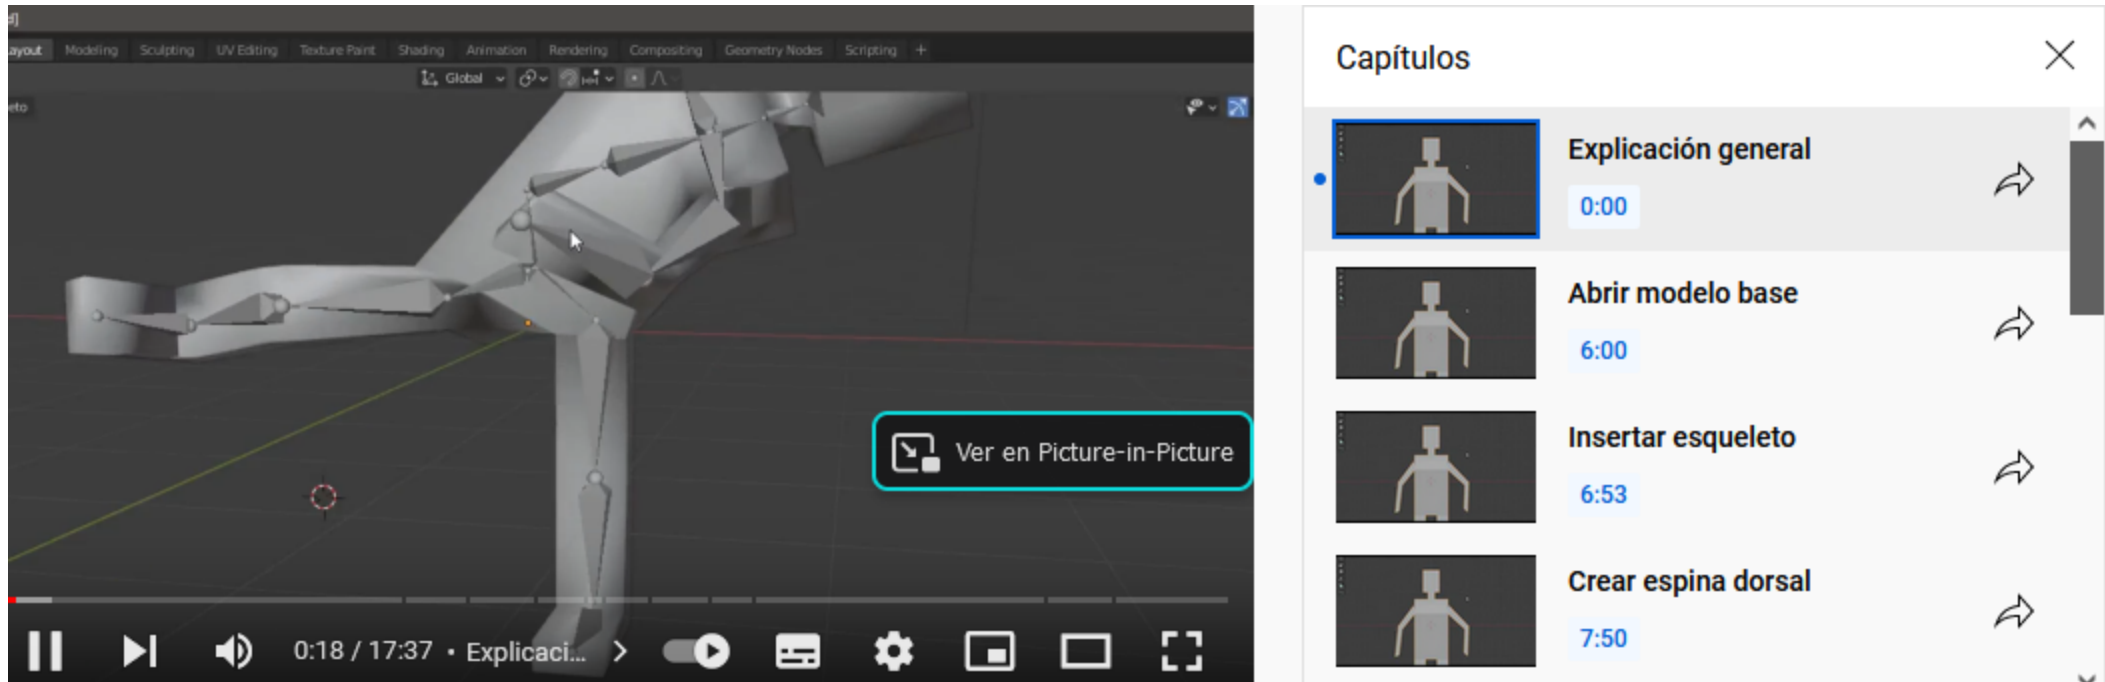 d]
ayout Modeling Sculpting UV Editing Texture Paint Shading Animation Rendering Compositing Geometry Nodes Scripting +
Global
eto
Ver en Picture-in-Picture
0:18 / 17:37 • Explicaci...
Capítulos
Explicación general
0:00
Abrir modelo base
6:00
Insertar esqueleto
6:53
Crear espina dorsal
7:50